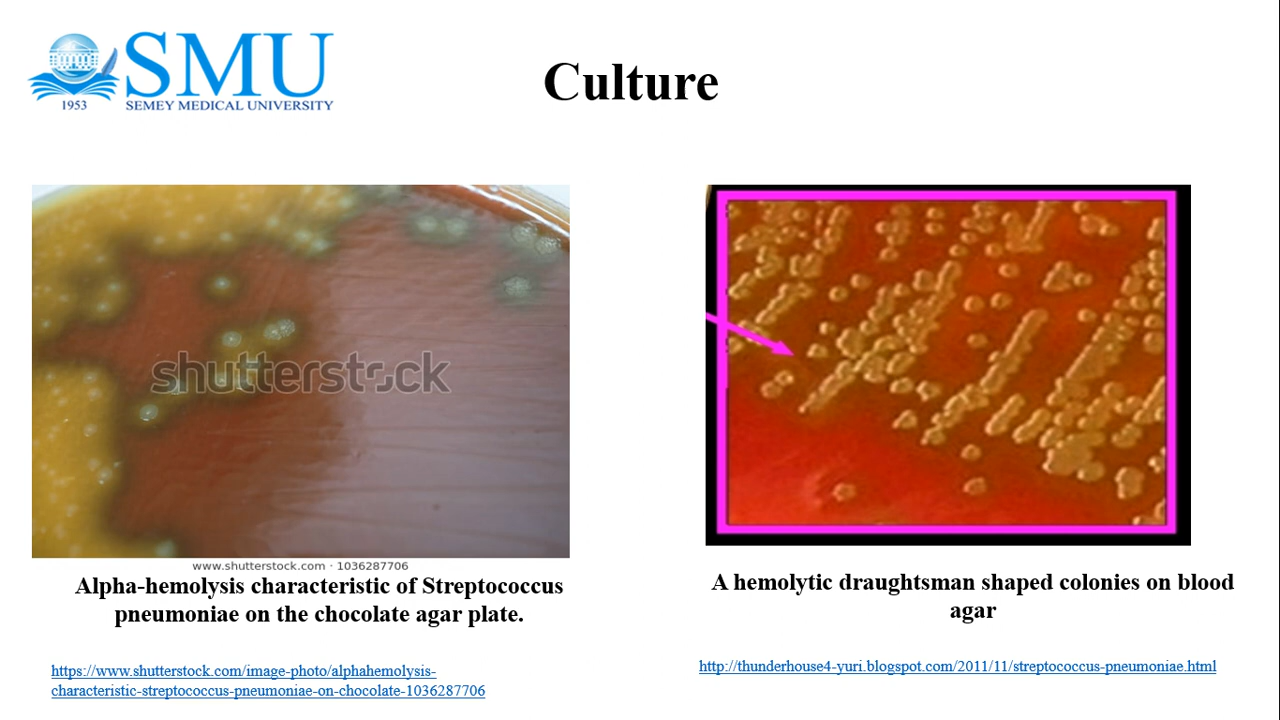 SMU
1953
SEMEY MEDICAL UNIVERSITY
Culture
shutterstock
www.shutterstock.com · 1036287706
Alpha-hemolysis characteristic of Streptococcus
pneumoniae on the chocolate agar plate.
https://www.shutterstock.com/image-photo/alphahemolysis-
characteristic-streptococcus-pneumoniae-on-chocolate-1036287706
A hemolytic draughtsman shaped colonies on blood
agar
http://thunderhouse4-yuri.blogspot.com/2011/11/streptococcus-pneumoniae.html